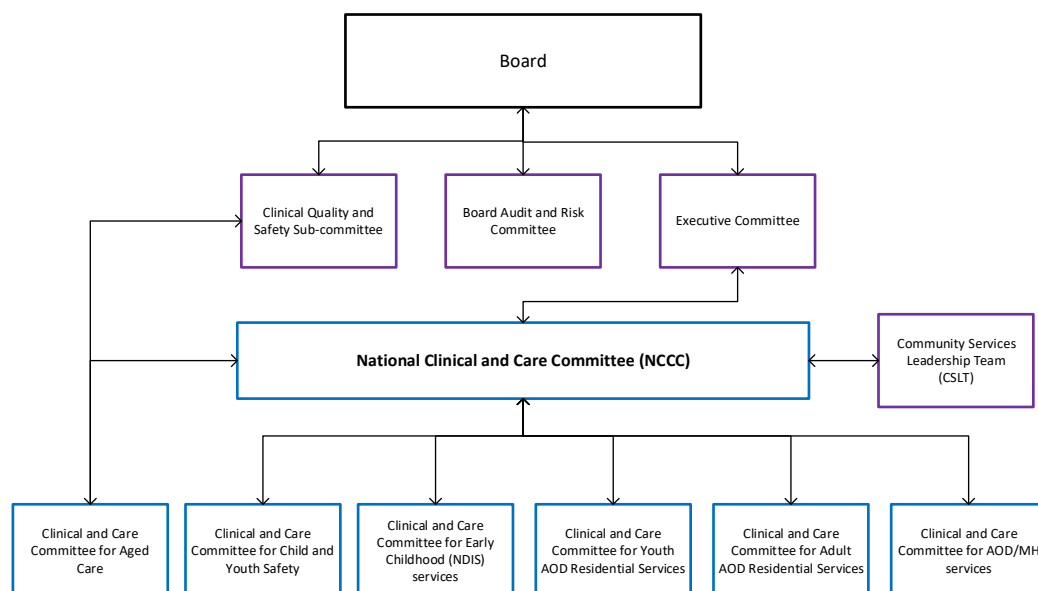 Board
Clinical Quality and
Safety Sub-committee
Board Audit and Risk
Committee
Executive Committee
National Clinical and Care Committee (NCCC)
Community Services
Leadership Team
(CSLT)
Clinical and Care
Committee for Aged
Care
Clinical and Care
Committee for Child and
Youth Safety
Clinical and Care
Committee for Early
Childhood (NDIS)
services
Clinical and Care
Committee for Youth
AOD Residential Services
Clinical and Care
Committee for Adult
AOD Residential Services
Clinical and Care
Committee for AOD/MH
services